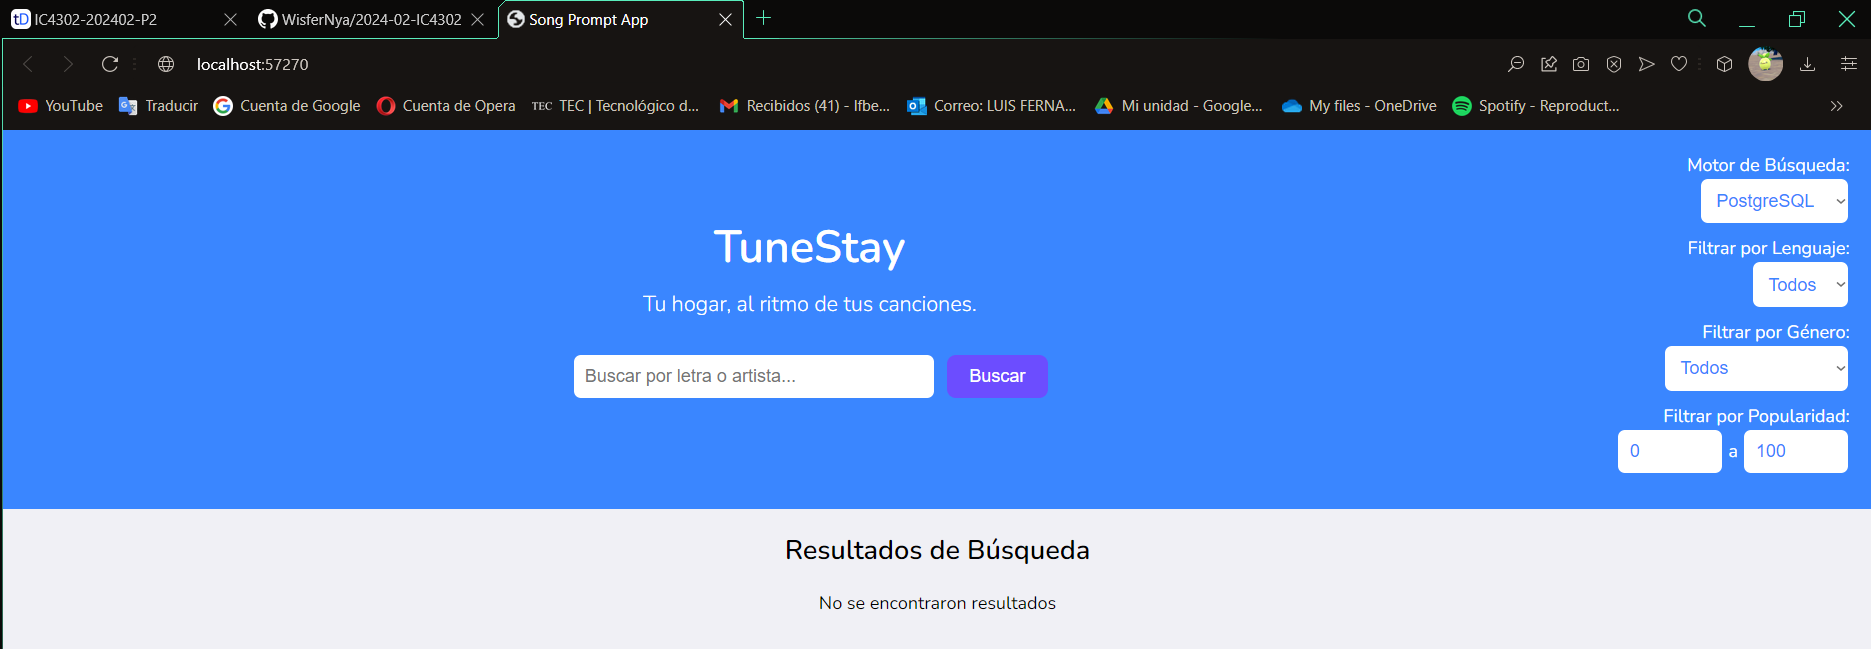 IC4302-202402-P2
WisferNya/2024-02-IC4302
Song Prompt App
localhost:57270
YouTube
Traducir
Cuenta de Google
Cuenta de Opera
TEC TEC | Tecnológico d...
Recibidos (41) - lfbe...
Correo: LUIS FERNA...
Mi unidad - Google...
My files - OneDrive
Spotify - Reproduct...
TuneStay
Tu hogar, al ritmo de tus canciones.
Buscar por letra o artista...
Buscar
Motor de Búsqueda:
PostgreSQL
Filtrar por Lenguaje:
Todos
Filtrar por Género:
Todos
Filtrar por Popularidad:
0 a 100
Resultados de Búsqueda
No se encontraron resultados